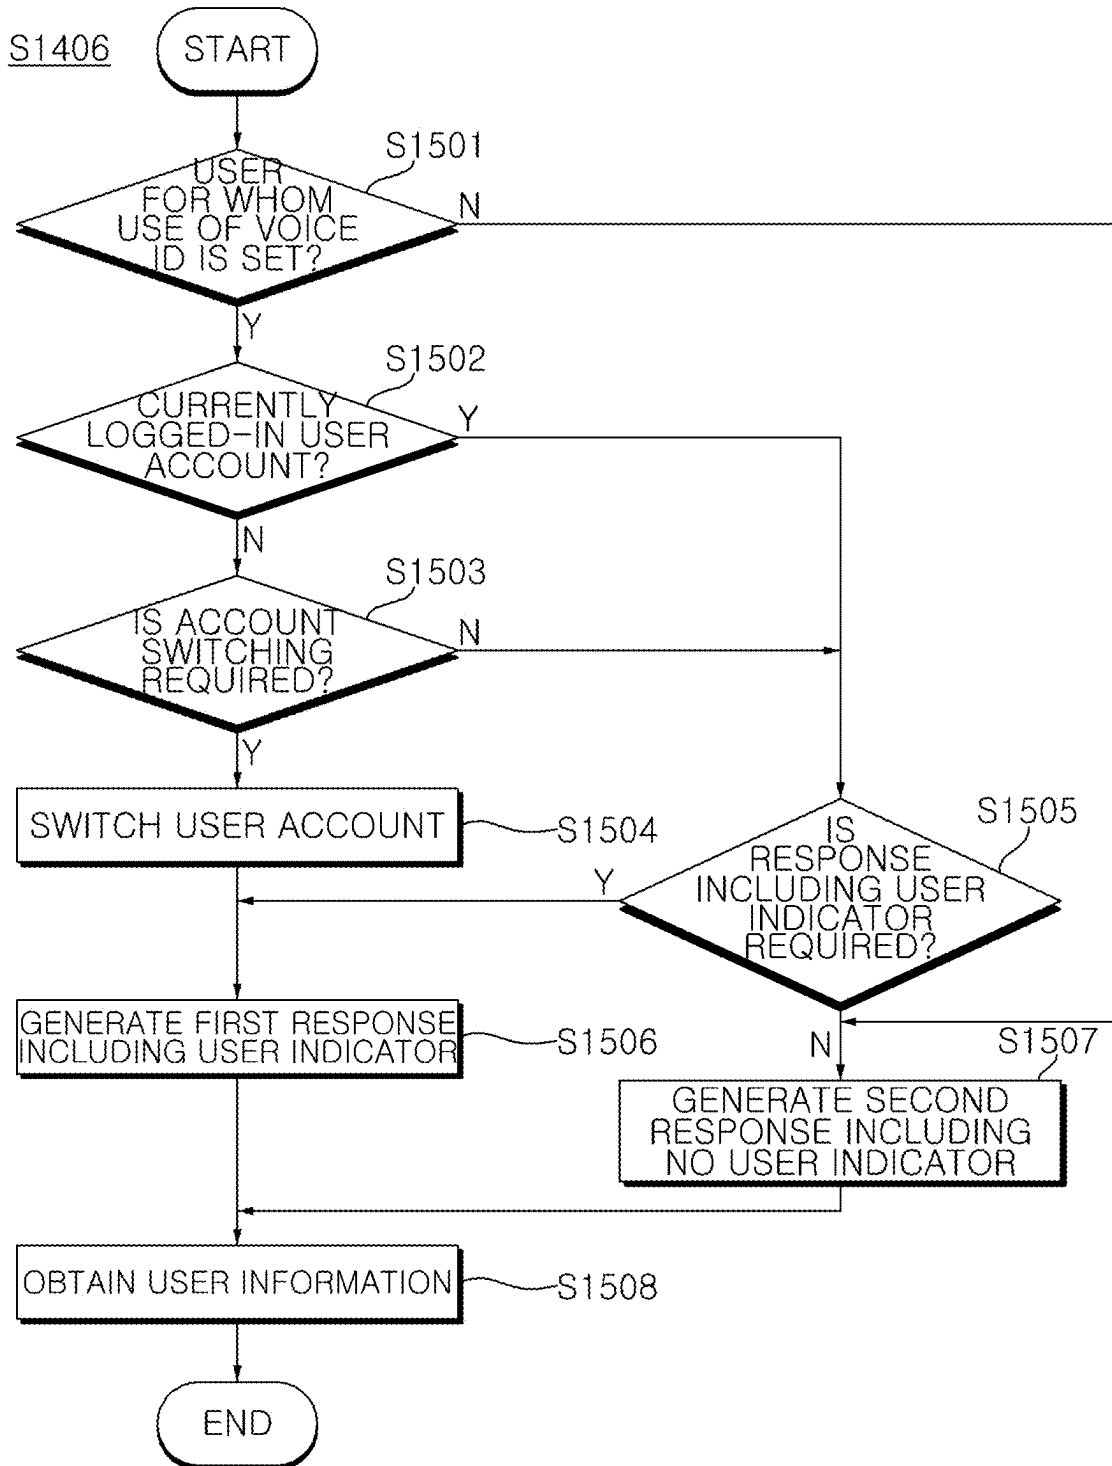 S1406
START
S1501
USER
FOR WHOM
USE OF VOICE
ID IS SET?
N
Y
S1502
CURRENTLY
LOGGED-IN USER
ACCOUNT?
Y
N
S1503
IS ACCOUNT
SWITCHING
REQUIRED?
N
Y
SWITCH USER ACCOUNT
S1504
S1505
IS
RESPONSE
INCLUDING USER
INDICATOR
REQUIRED?
Y
N
GENERATE FIRST RESPONSE
INCLUDING USER INDICATOR
S1506
S1507
GENERATE SECOND
RESPONSE INCLUDING
NO USER INDICATOR
OBTAIN USER INFORMATION
S1508
END